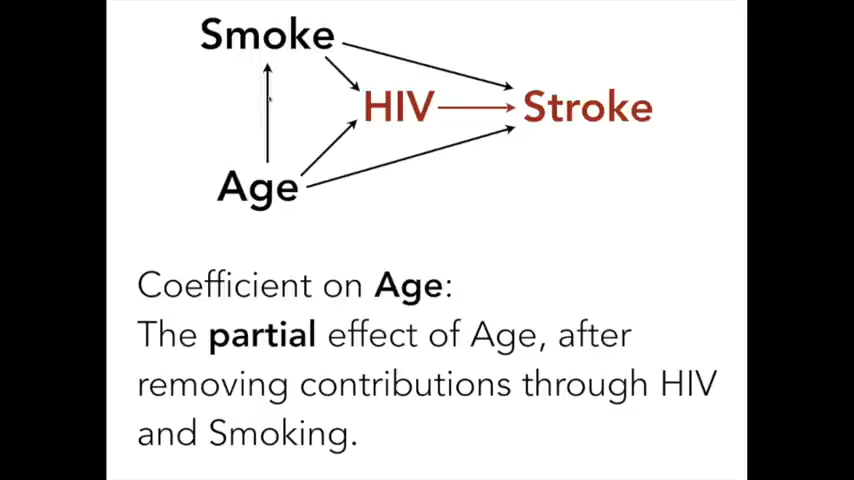 Smoke
HIV Stroke
Age
Coefficient on Age:
The partial effect of Age, after
removing contributions through HIV
and Smoking.